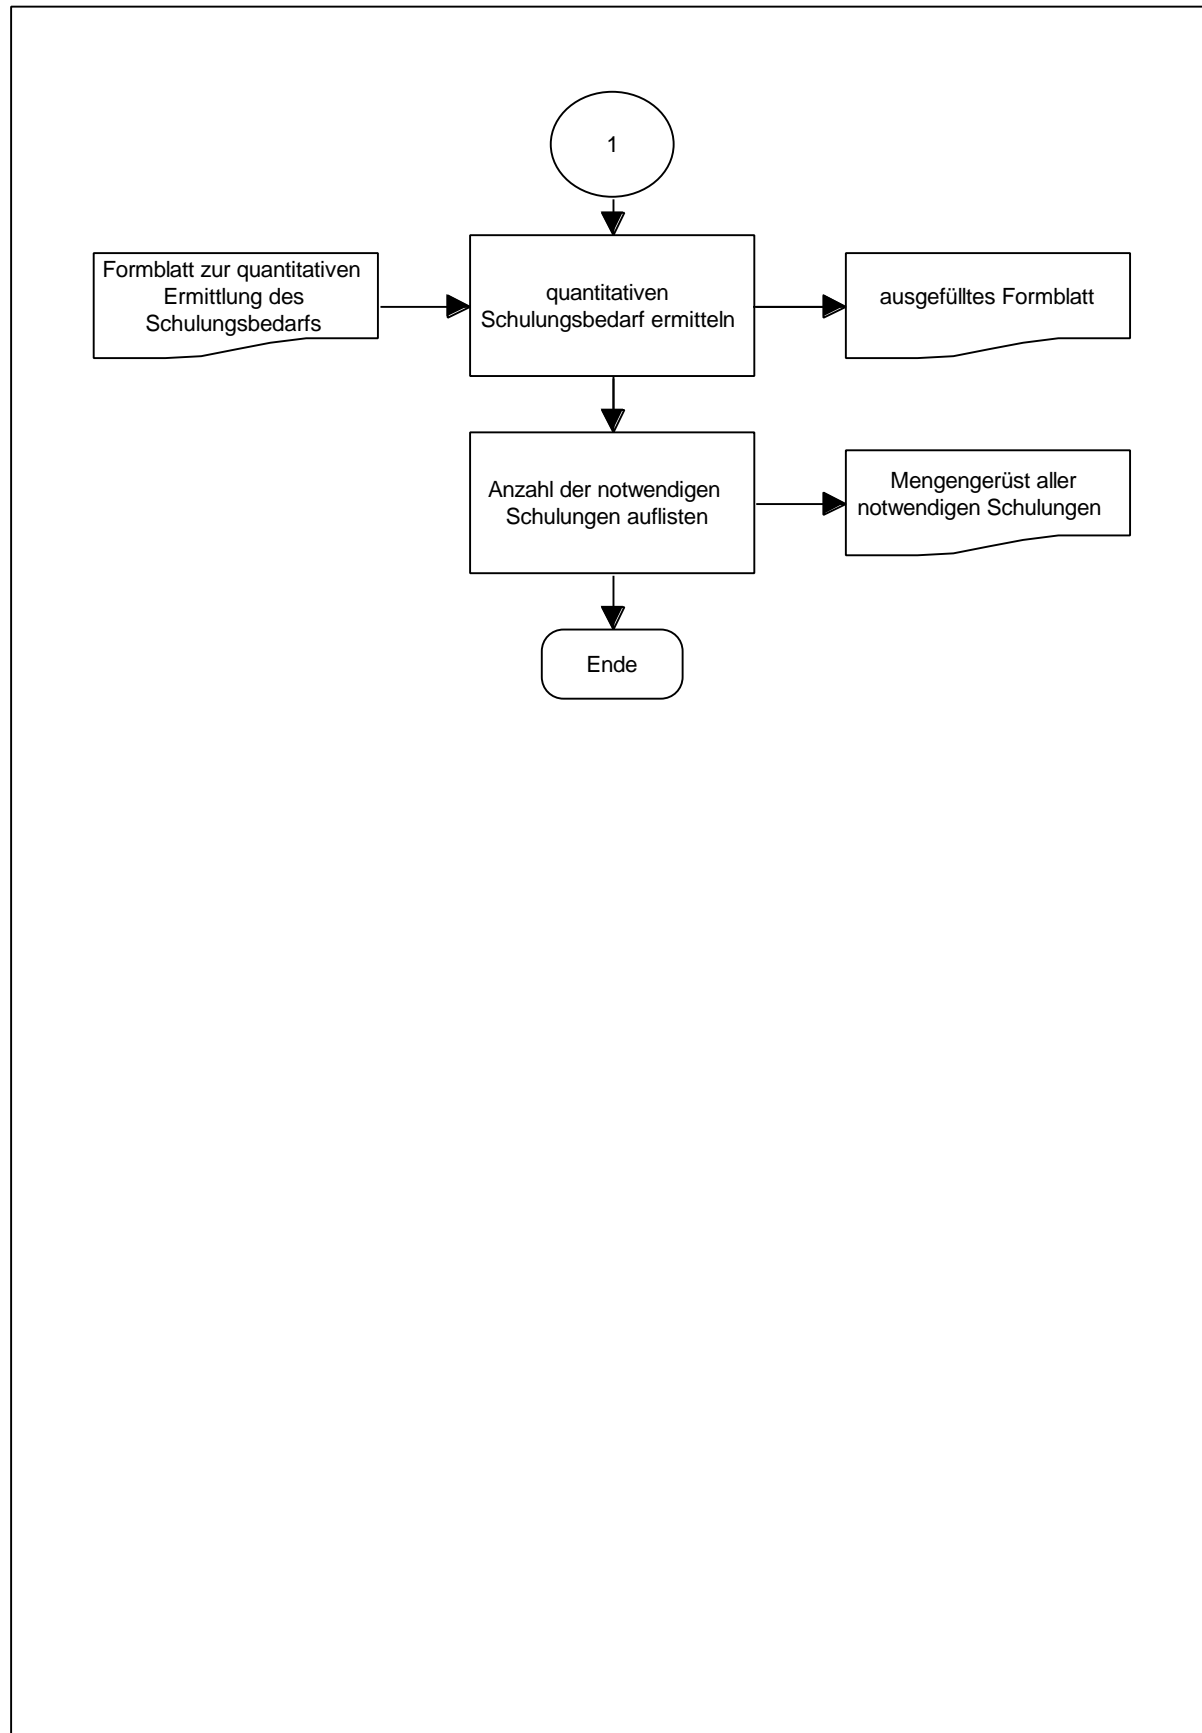 1
Formblatt zur quantitativen
Ermittlung des
Schulungsbedarfs
quantitativen
Schulungsbedarf ermitteln
ausgefülltes Formblatt
Anzahl der notwendigen
Schulungen auflisten
Mengengerüst aller
notwendigen Schulungen
Ende